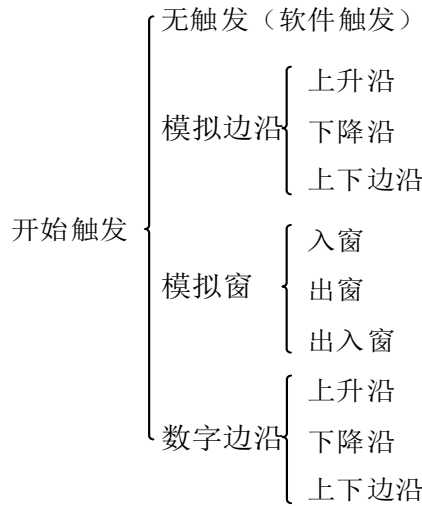 无触发（软件触发）
上升沿
模拟边沿
下降沿
上下边沿
开始触发
入窗
模拟窗
出窗
出入窗
上升沿
数字边沿
下降沿
上下边沿